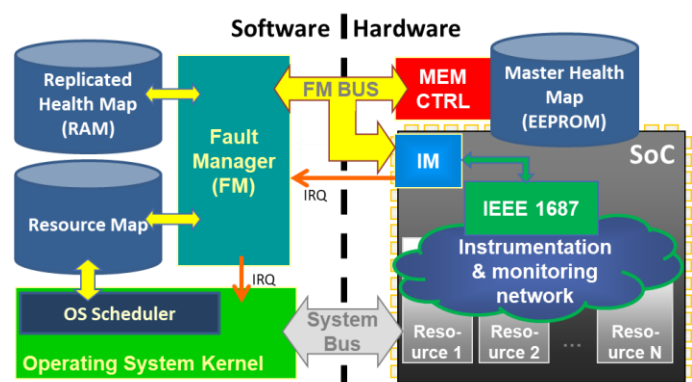 Software
Hardware
Replicated
Health Map
(RAM)
Fault
Manager
(FM)
FM BUS
MEM
CTRL
Master Health
Map
(EEPROM)
SoC
IM
IRQ
IEEE 1687
Resource Map
Instrumentation
& monitoring
network
IRQ
OS Scheduler
System
Bus
Operating System Kernel
Reso-
urce 1
Reso-
urce 2
...
Reso-
urce N